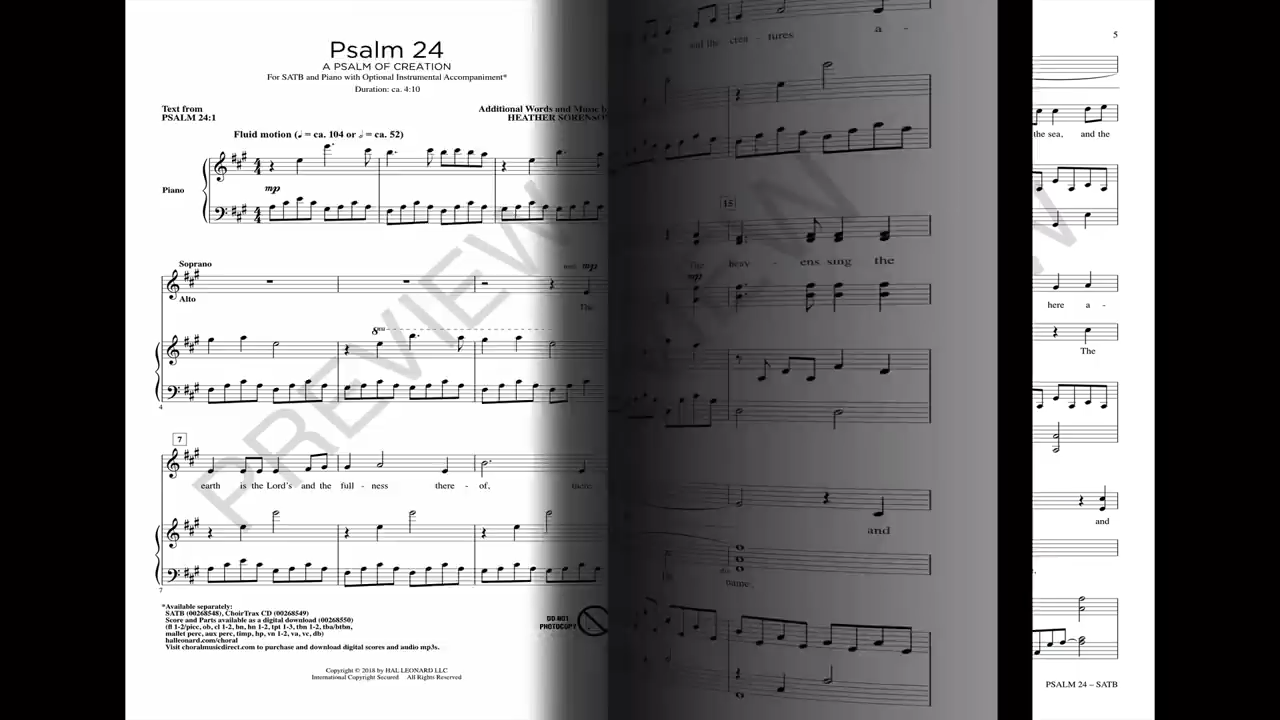 Psalm 24
A PSALM OF CREATION
For SATB and Piano with Optional Instrumental Accompaniment*
Duration: ca. 4:10
Text from
PSALM 24:1
Additional Words and Music by
HEATHER SORENSON
Fluid motion (♩ = ca. 104 or 𝅗𝅥 = ca. 52)
Piano
mp
Soprano
Alto
mp
The
8va
4
7
earth is the Lord's and the full - ness there - of,
7
*Available separately:
SATB (00268548), ChoirTrax CD (00268549)
Score and Parts available as a digital download (00268550)
(fl 1-2/picc, ob, cl 1-2, bn, hn 1-2, tpt 1-3, tbn 1-2, tba/btbn,
mallet perc, aux perc, timp, hp, vn 1-2, va, vc, db)
halleonard.com/choral
Visit choralmusicdirect.com to purchase and download digital scores and audio mp3s.
DO NOT
PHOTOCOPY
Copyright © 2018 by HAL LEONARD LLC
International Copyright Secured All Rights Reserved
PREVIEW
and the crea - tures a -
15
The heav - ens sing the
mp
and
name,
5
the sea, and the
here a -
The
and
PSALM 24 – SATB